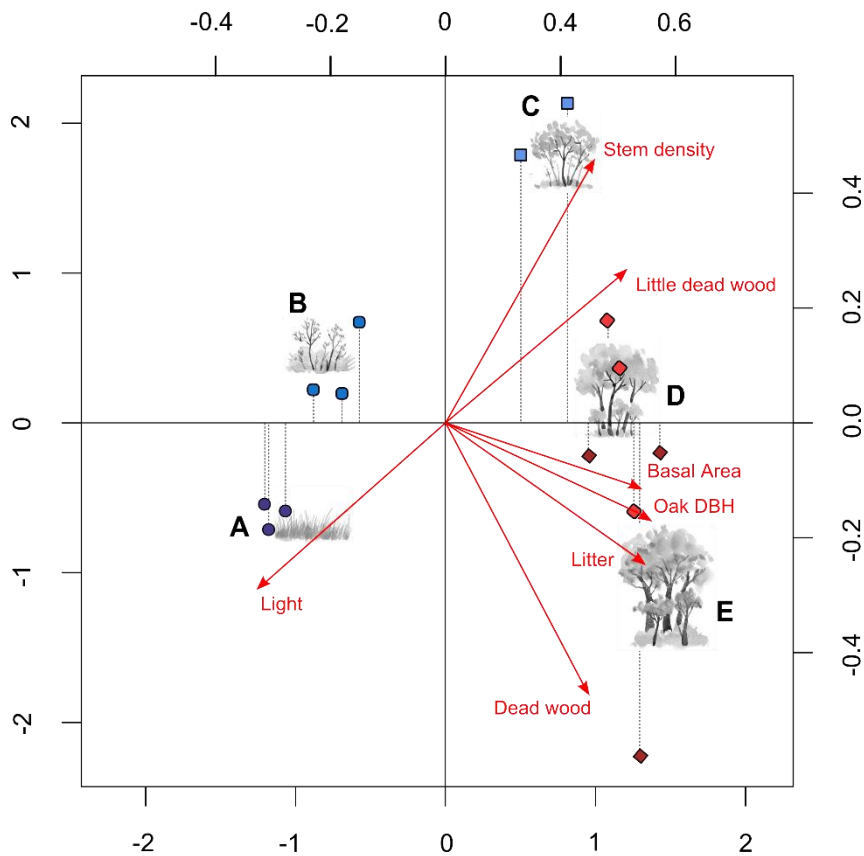 -0.4 -0.2 0 0.4 0.6
2
1
0
-1
-2
C
Stem density
Little dead wood
B
D
Basal Area
Oak DBH
A
Litter
Light
E
Dead wood
0.4
0.2
0.0
-0.2
-0.4
-2 -1 0 1 2